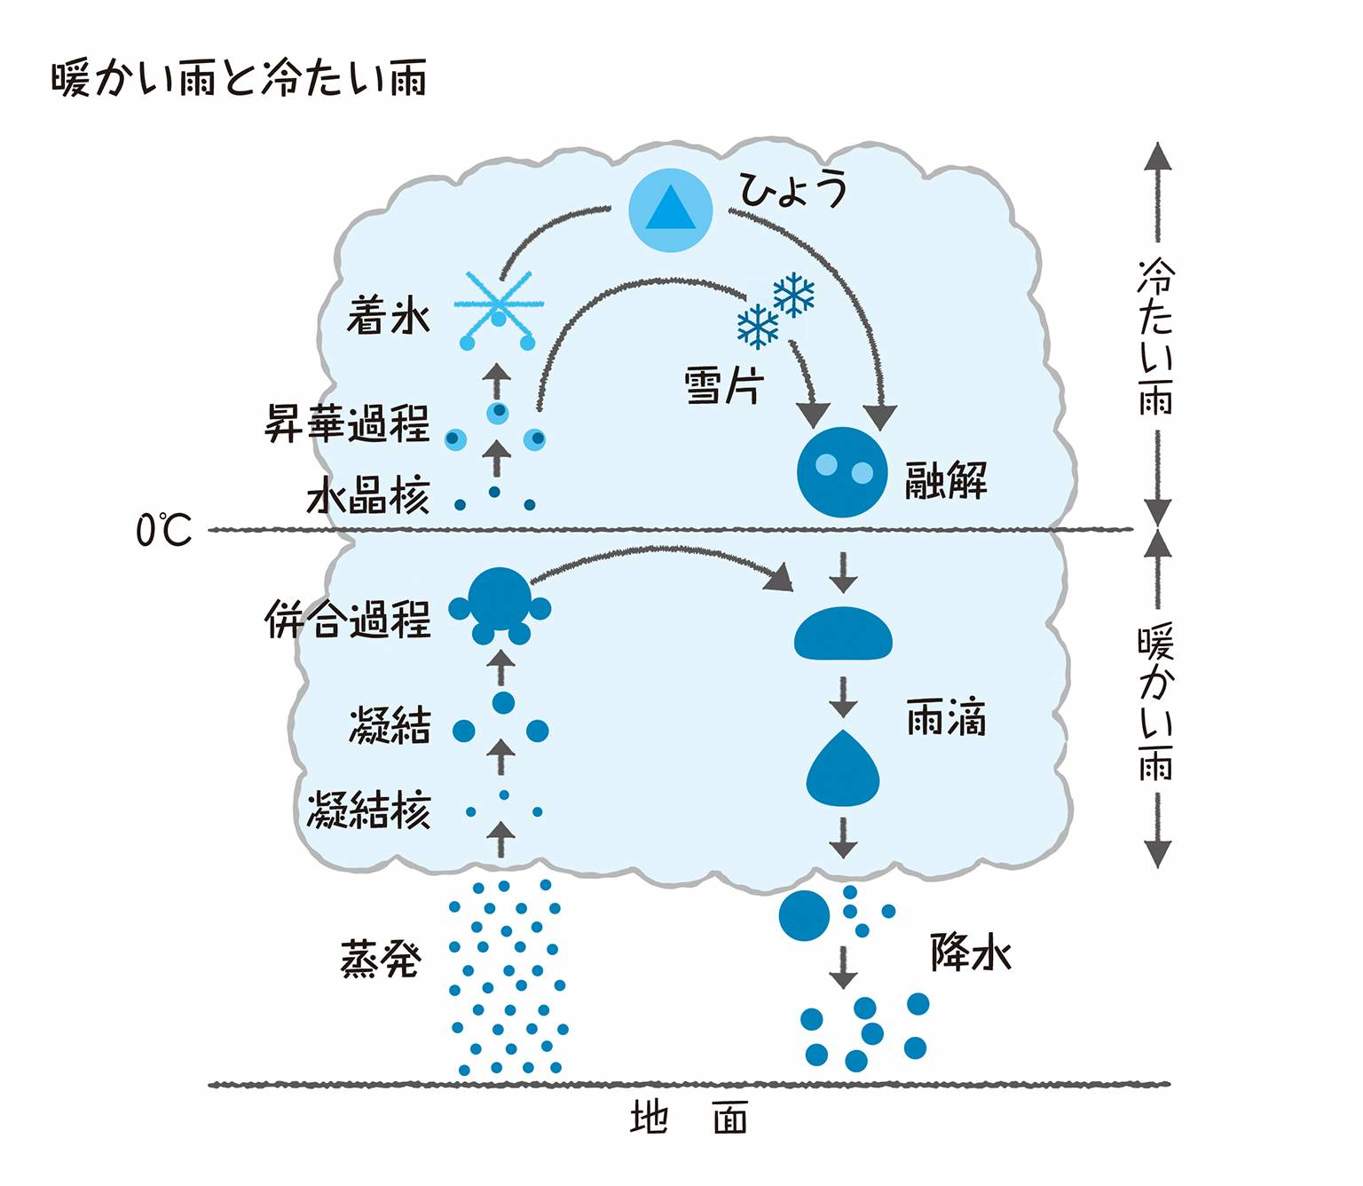 暖かい雨と冷たい雨
ひょう
着氷
雪片
昇華過程
水晶核
融解
0℃
併合過程
凝結
凝結核
雨滴
蒸発
降水
地 面
冷たい雨
暖かい雨